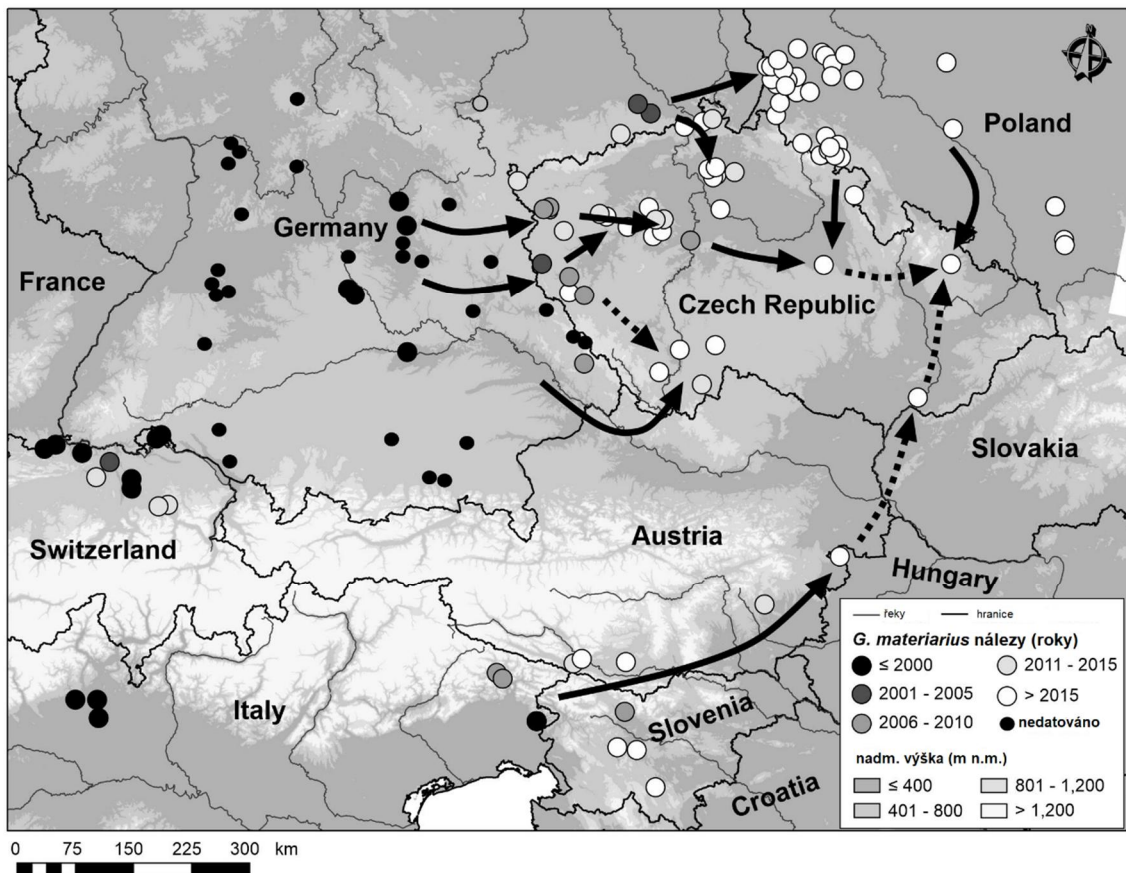 Poland
Germany
France
Czech Republic
Slovakia
Austria
Switzerland
Hungary
Italy
Slovenia
Croatia
řeky hranice
G. materiarius nálezy (roky)
≤ 2000 2011 - 2015
2001 - 2005 > 2015
2006 - 2010 nedatováno
nadm. výška (m n.m.)
≤ 400 801 - 1,200
401 - 800 > 1,200
0 75 150 225 300 km